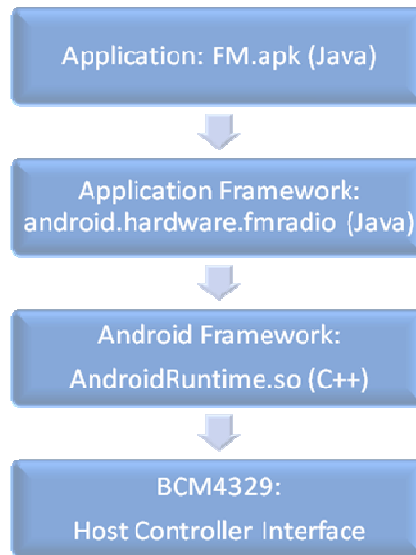 Application: FM.apk (Java)
Application Framework:
android.hardware.fmradio (Java)
Android Framework:
AndroidRuntime.so (C++)
BCM4329:
Host Controller Interface